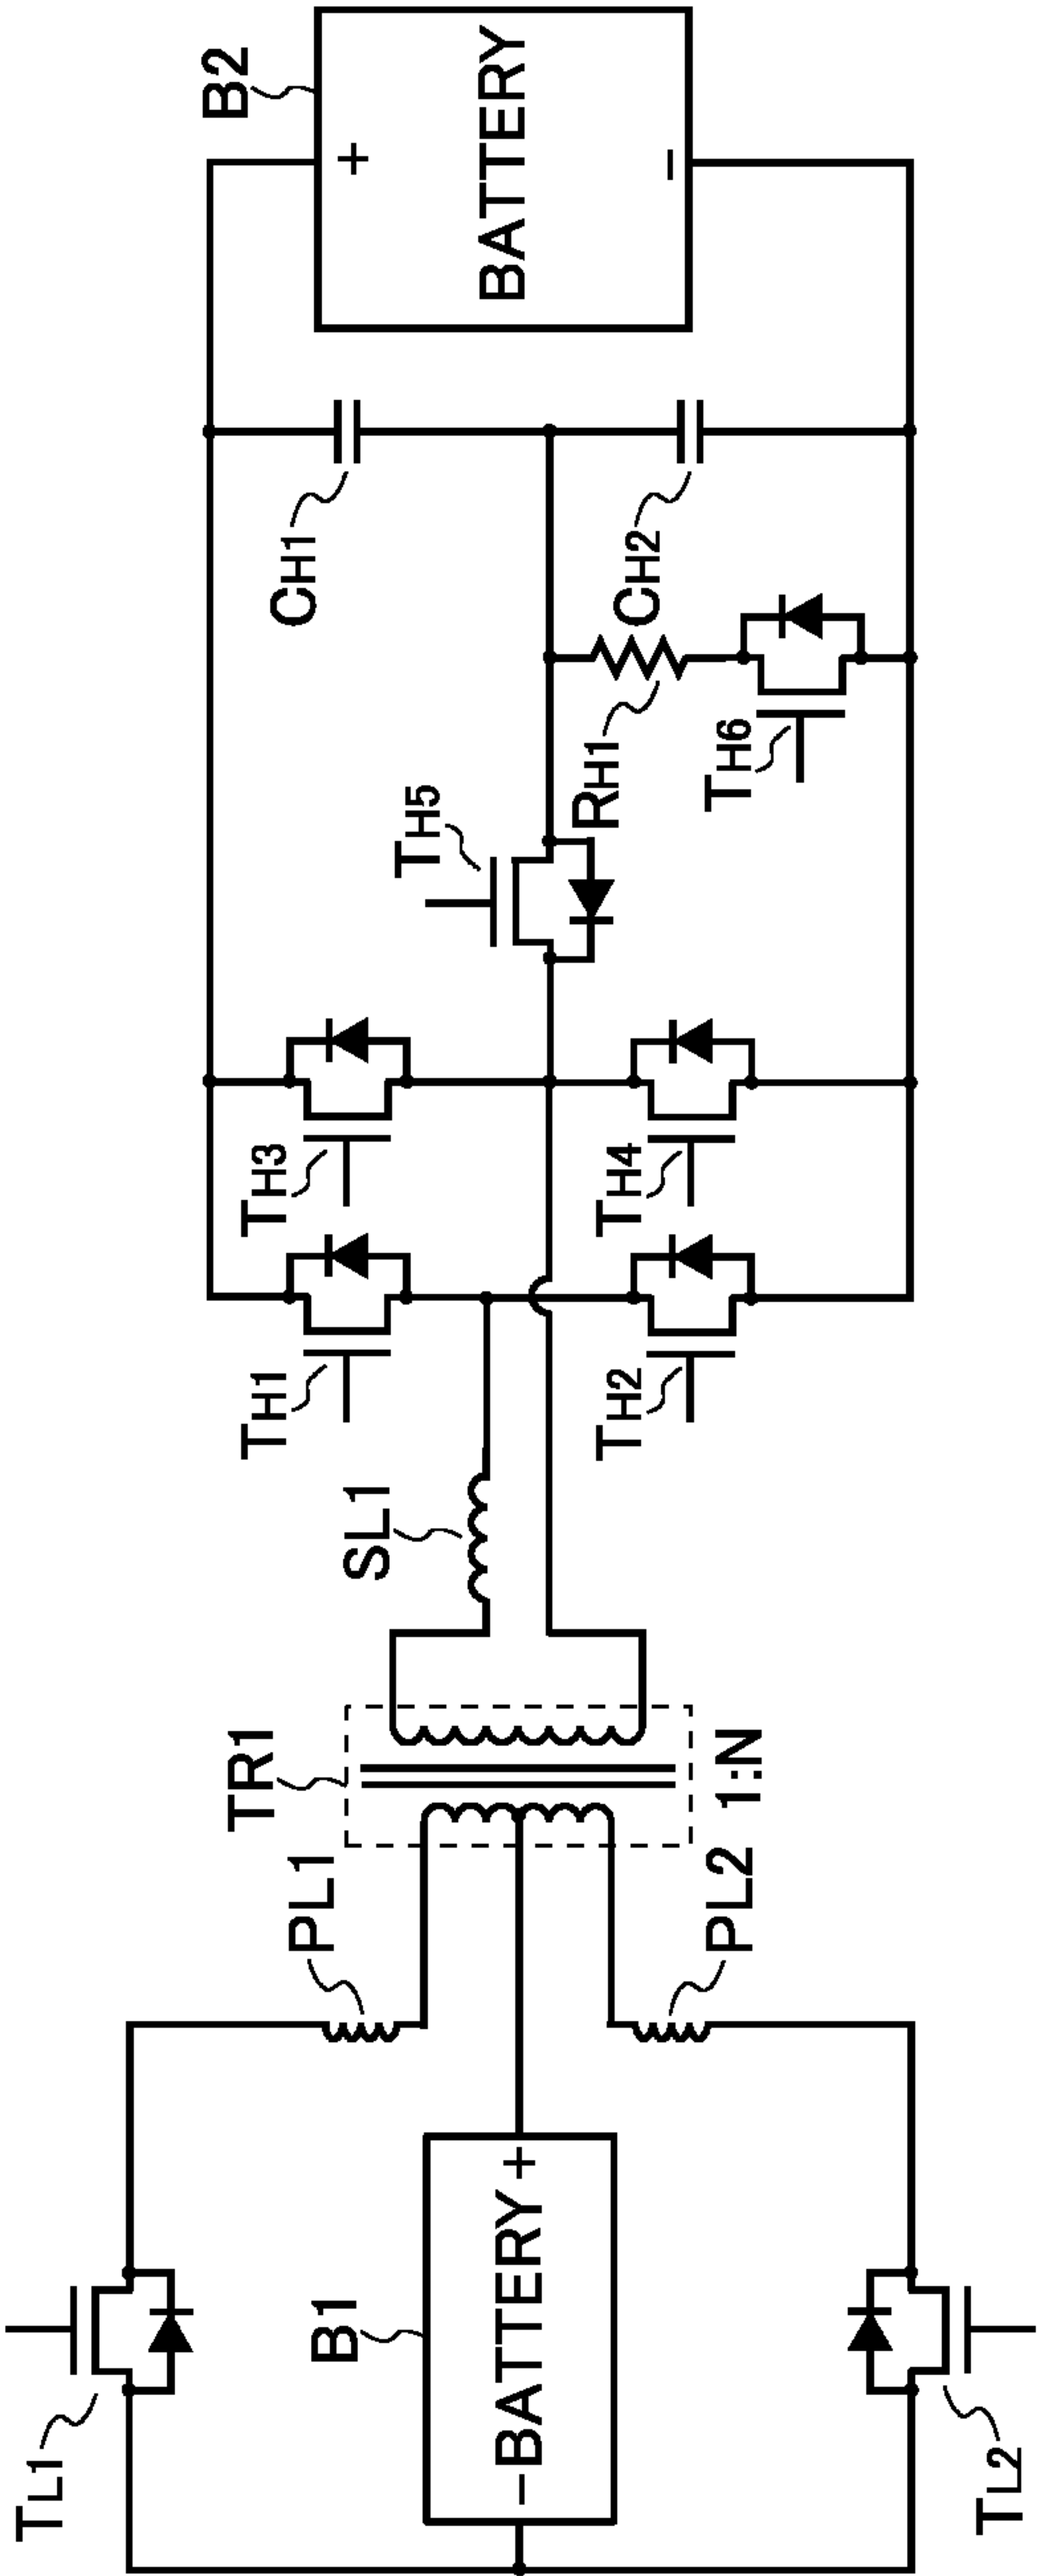 TL1
B1
− BATTERY +
TL2
PL1
PL2
TR1
1:N
SL1
TH1
TH2
TH3
TH4
TH5
RH1
TH6
CH1
CH2
B2
+
BATTERY
−